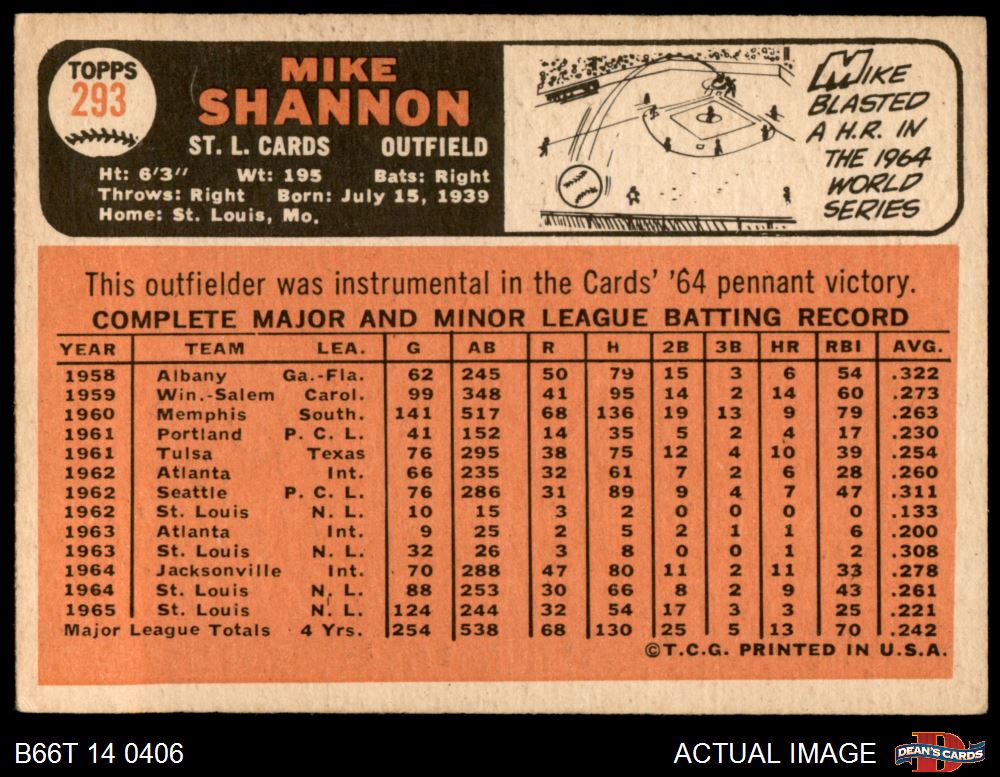 TOPPS
293
MIKE
SHANNON
ST. L. CARDS OUTFIELD
Ht: 6'3" Wt: 195 Bats: Right
Throws: Right Born: July 15, 1939
Home: St. Louis, Mo.
MIKE
BLASTED
A H.R. IN
THE 1964
WORLD
SERIES
This outfielder was instrumental in the Cards' '64 pennant victory.
COMPLETE MAJOR AND MINOR LEAGUE BATTING RECORD
YEAR TEAM LEA. G AB R H 2B 3B HR RBI AVG.
1958 Albany Ga.-Fla. 62 245 50 79 15 3 6 54 .322
1959 Win.-Salem Carol. 99 348 41 95 14 2 14 60 .273
1960 Memphis South. 141 517 68 136 19 13 9 79 .263
1961 Portland P. C. L. 41 152 14 35 5 2 4 17 .230
1961 Tulsa Texas 76 295 38 75 12 4 10 39 .254
1962 Atlanta Int. 66 235 32 61 7 2 6 28 .260
1962 Seattle P. C. L. 76 286 31 89 9 4 7 47 .311
1962 St. Louis N. L. 10 15 3 2 0 0 0 0 .133
1963 Atlanta Int. 9 25 2 5 2 1 1 6 .200
1963 St. Louis N. L. 32 26 3 8 0 0 1 2 .308
1964 Jacksonville Int. 70 288 47 80 11 2 11 33 .278
1964 St. Louis N. L. 88 253 30 66 8 2 9 43 .261
1965 St. Louis N. L. 124 244 32 54 17 3 3 25 .221
Major League Totals 4 Yrs. 254 538 68 130 25 5 13 70 .242
©T.C.G. PRINTED IN U.S.A.
B66T 14 0406 ACTUAL IMAGE D DEAN'S CARDS